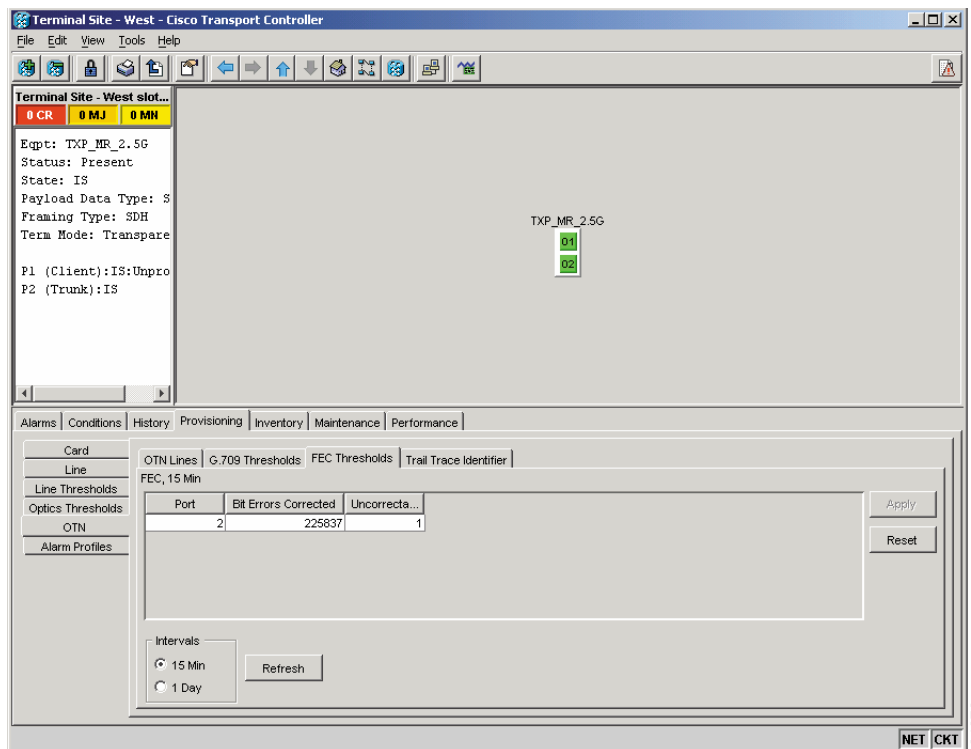 Terminal Site - West - Cisco Transport Controller
File Edit View Tools Help
Terminal Site - West slot...
0 CR 0 MJ 0 MN
Eqpt: TXP_MR_2.5G
Status: Present
State: IS
Payload Data Type: S
Framing Type: SDH
Term Mode: Transpare
P1 (Client):IS:Unpro
P2 (Trunk):IS
TXP_MR_2.5G
01
02
Alarms Conditions History Provisioning Inventory Maintenance Performance
Card
Line
Line Thresholds
Optics Thresholds
OTN
Alarm Profiles
OTN Lines G.709 Thresholds FEC Thresholds Trail Trace Identifier
FEC, 15 Min
Port Bit Errors Corrected Uncorrecta...
2 225837 1
Apply
Reset
Intervals
15 Min
1 Day
Refresh
NET CKT